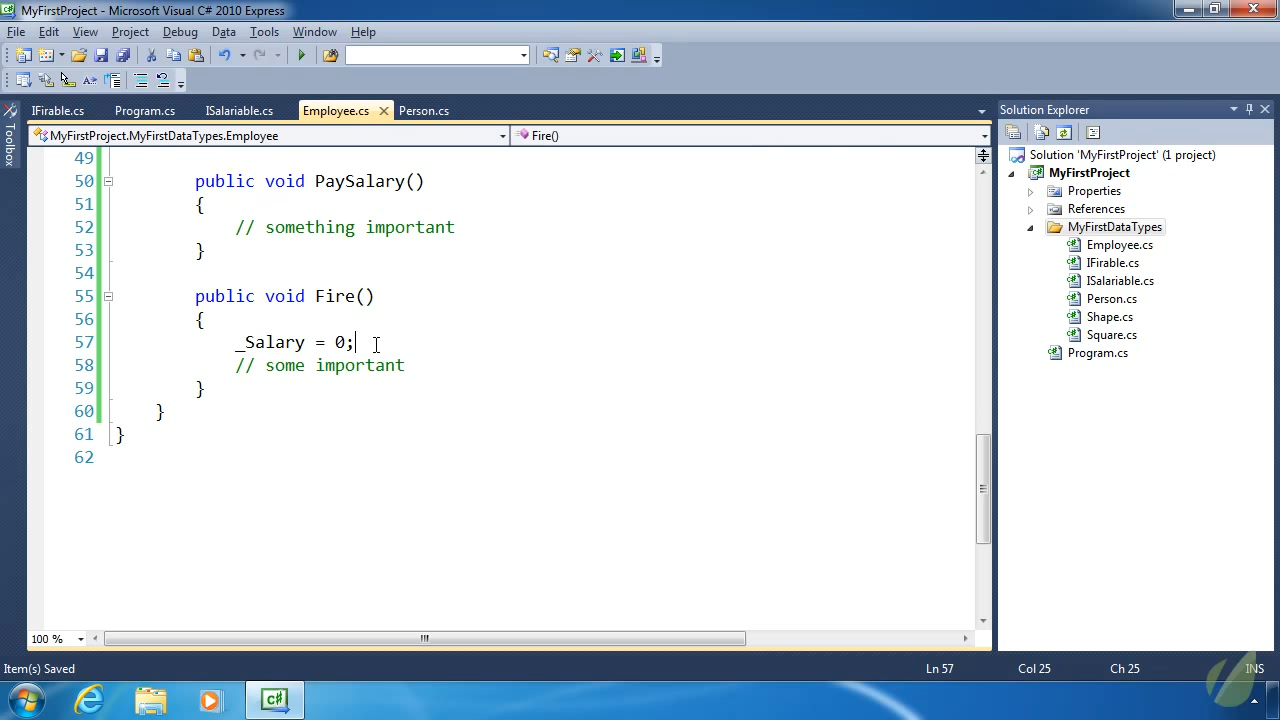 MyFirstProject - Microsoft Visual C# 2010 Express
File Edit View Project Debug Data Tools Window Help
IFirable.cs Program.cs ISalariable.cs Employee.cs Person.cs
MyFirstProject.MyFirstDataTypes.Employee Fire()
Toolbox
49
50 public void PaySalary()
51 {
52 // something important
53 }
54
55 public void Fire()
56 {
57 _Salary = 0;
58 // some important
59 }
60 }
61 }
62
100 %
Solution Explorer
Solution 'MyFirstProject' (1 project)
MyFirstProject
Properties
References
MyFirstDataTypes
Employee.cs
IFirable.cs
ISalariable.cs
Person.cs
Shape.cs
Square.cs
Program.cs
Item(s) Saved Ln 57 Col 25 Ch 25 INS
C#